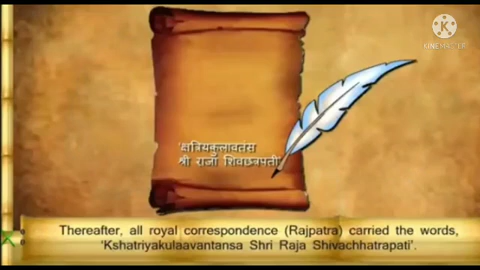 KINEMASTER
'क्षत्रियकुलावतंस
श्री राजा शिवछत्रपती'
Thereafter, all royal correspondence (Rajpatra) carried the words,
'Kshatriyakulaavantansa Shri Raja Shivachhatrapati'.